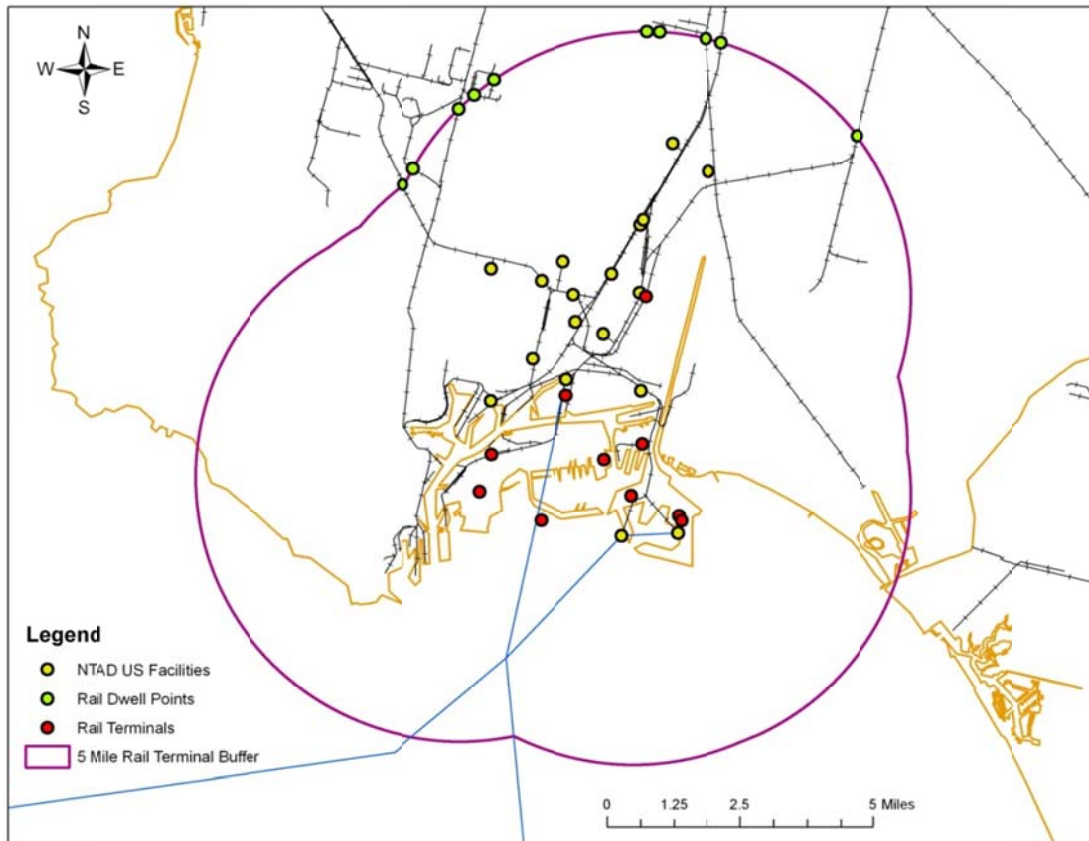 N
W E
S
Legend
NTAD US Facilities
Rail Dwell Points
Rail Terminals
5 Mile Rail Terminal Buffer
0 1.25 2.5 5 Miles